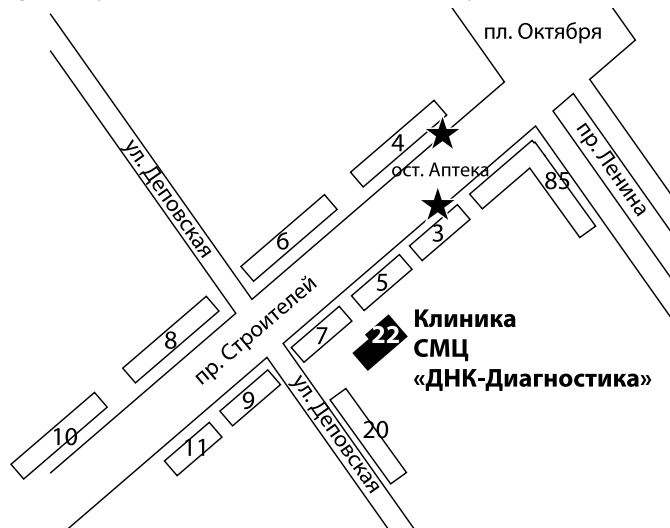 пл. Октября
пр. Ленина
ул. Деповская
4
ост. Аптека
85
6
3
5
пр. Строителей
8
7
22
Клиника
СМЦ
«ДНК-Диагностика»
9
ул. Деповская
20
10
11